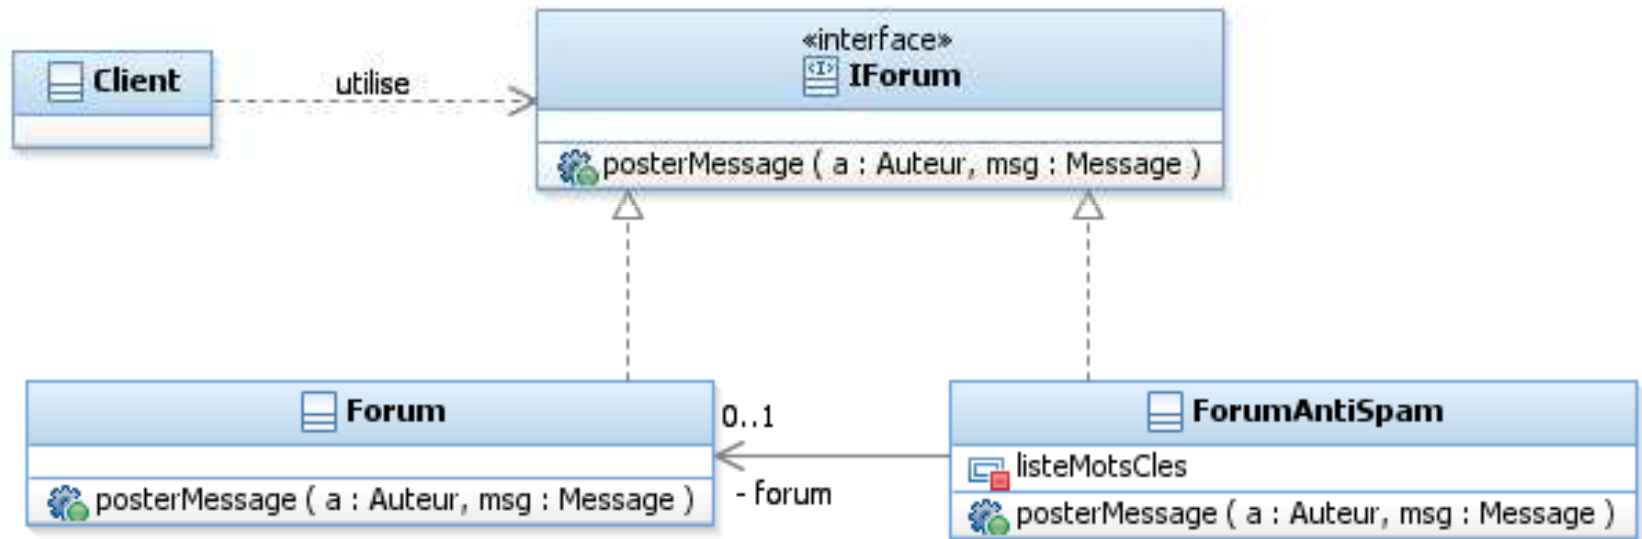 Client
utilise
«interface»
IForum
posterMessage ( a : Auteur, msg : Message )
Forum
posterMessage ( a : Auteur, msg : Message )
0..1
- forum
ForumAntiSpam
listeMotsCles
posterMessage ( a : Auteur, msg : Message )